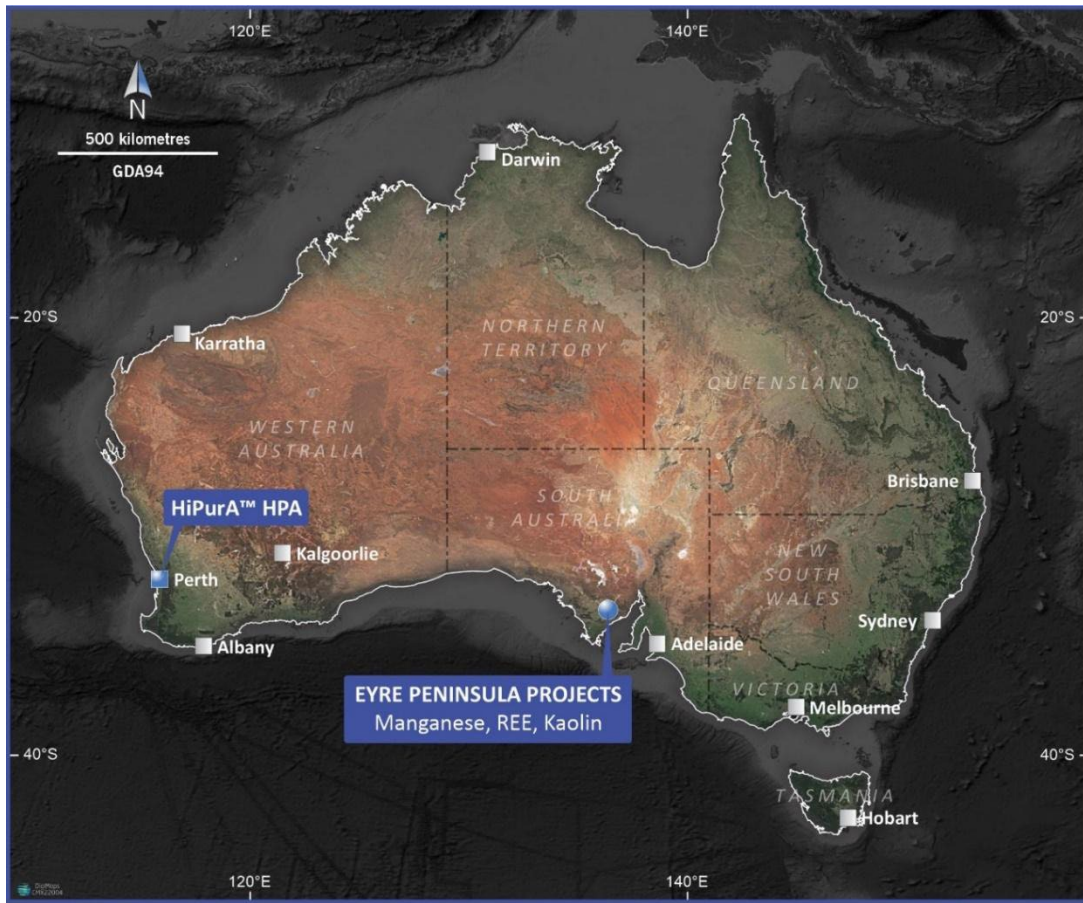 120°E
140°E
N
500 kilometres
GDA94
Darwin
20°S
20°S
Karratha
NORTHERN
TERRITORY
QUEENSLAND
WESTERN
AUSTRALIA
Brisbane
HiPurA™ HPA
SOUTH
AUSTRALIA
Kalgoorlie
NEW
SOUTH
WALES
Perth
Sydney
Albany
Adelaide
EYRE PENINSULA PROJECTS
Manganese, REE, Kaolin
VICTORIA
Melbourne
40°S
40°S
TASMANIA
Hobart
120°E
140°E
DigiMaps